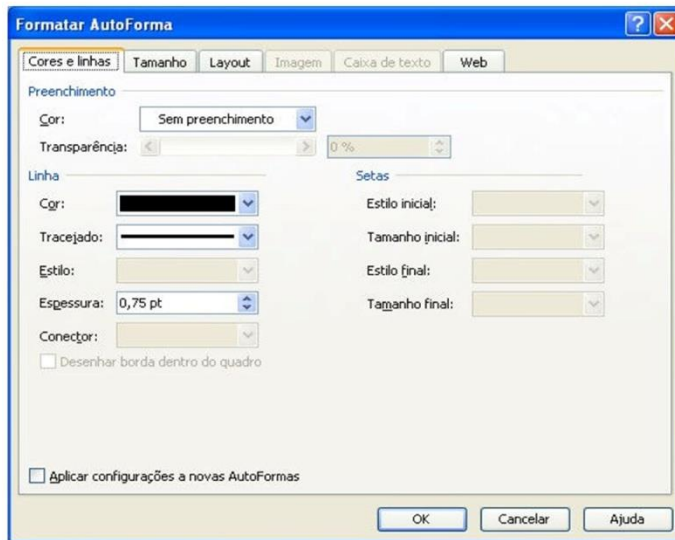 Formatar AutoForma
Cores e linhas Tamanho Layout Imagem Caixa de texto Web
Preenchimento
Cor: Sem preenchimento
Transparência: 0 %
Linha Setas
Cor: Estilo inicial:
Tracejado: Tamanho inicial:
Estilo: Estilo final:
Espessura: 0,75 pt Tamanho final:
Conector:
Desenhar borda dentro do quadro
Aplicar configurações a novas AutoFormas
OK Cancelar Ajuda